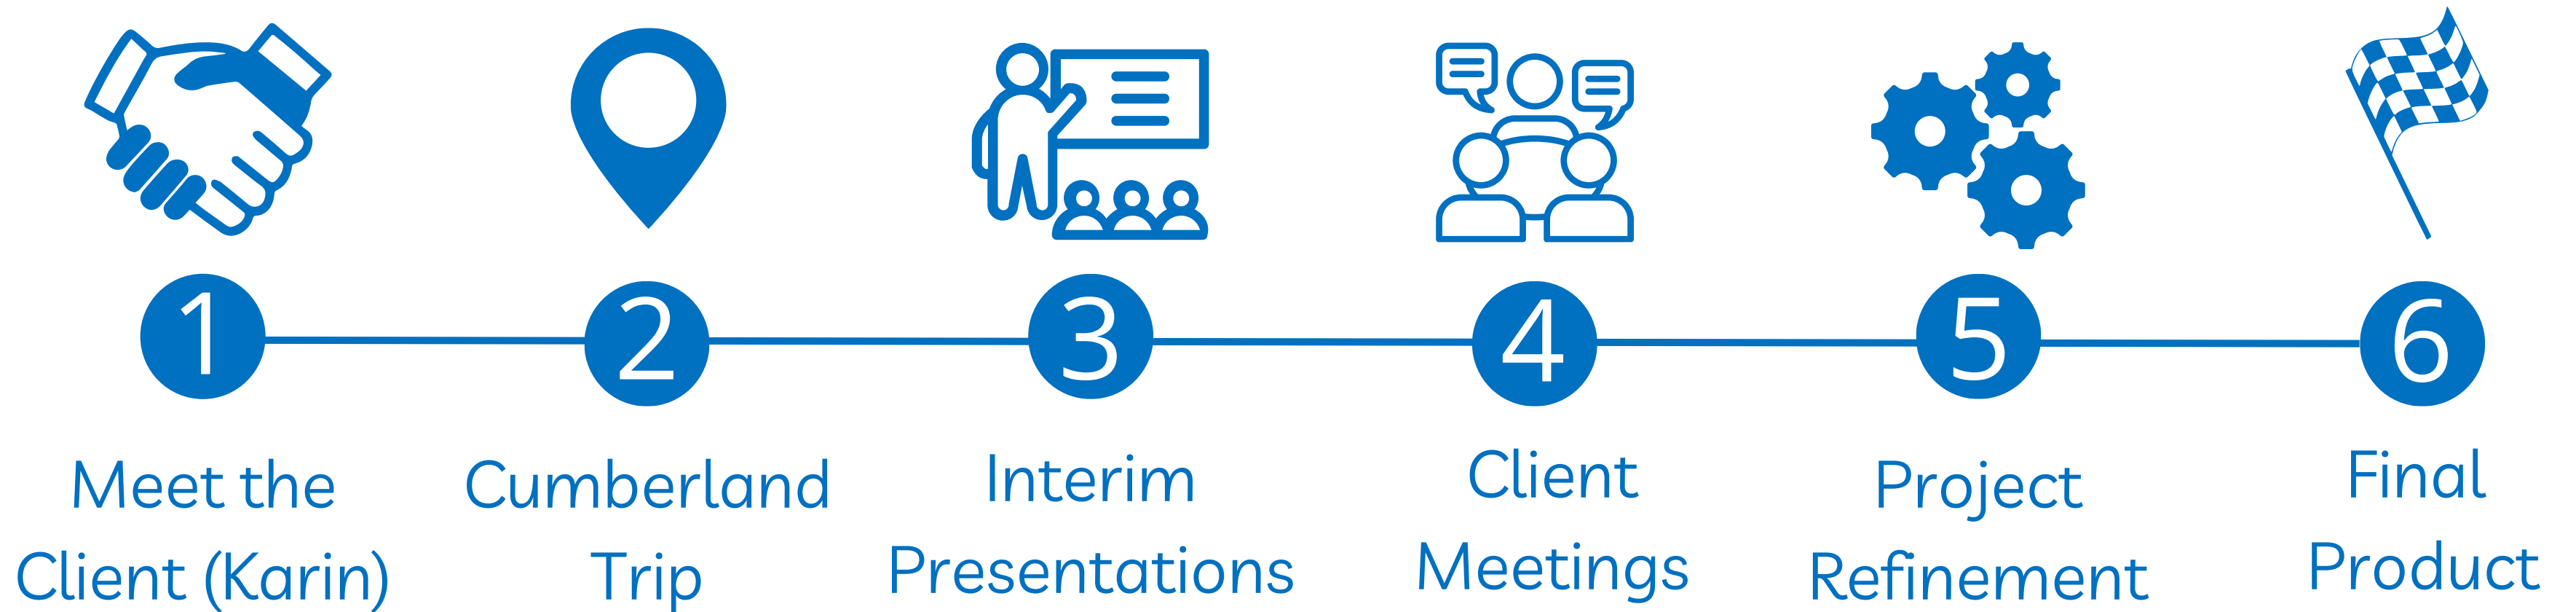 1
2
3
4
5
6
Meet the
Client (Karin)
Cumberland
Trip
Interim
Presentations
Client
Meetings
Project
Refinement
Final
Product